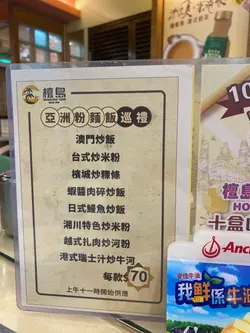 檀島
亞洲粉麵飯巡禮
澳門炒飯
台式炒米粉
檳城炒粿條
蝦醬肉碎炒飯
日式鰻魚炒飯
湘川特色炒米粉
越式扎肉炒河粉
港式瑞士汁炒牛河
每款$70
上午十一時開始供應
檀島
HO
十盒
Anc
我鮮係牛油